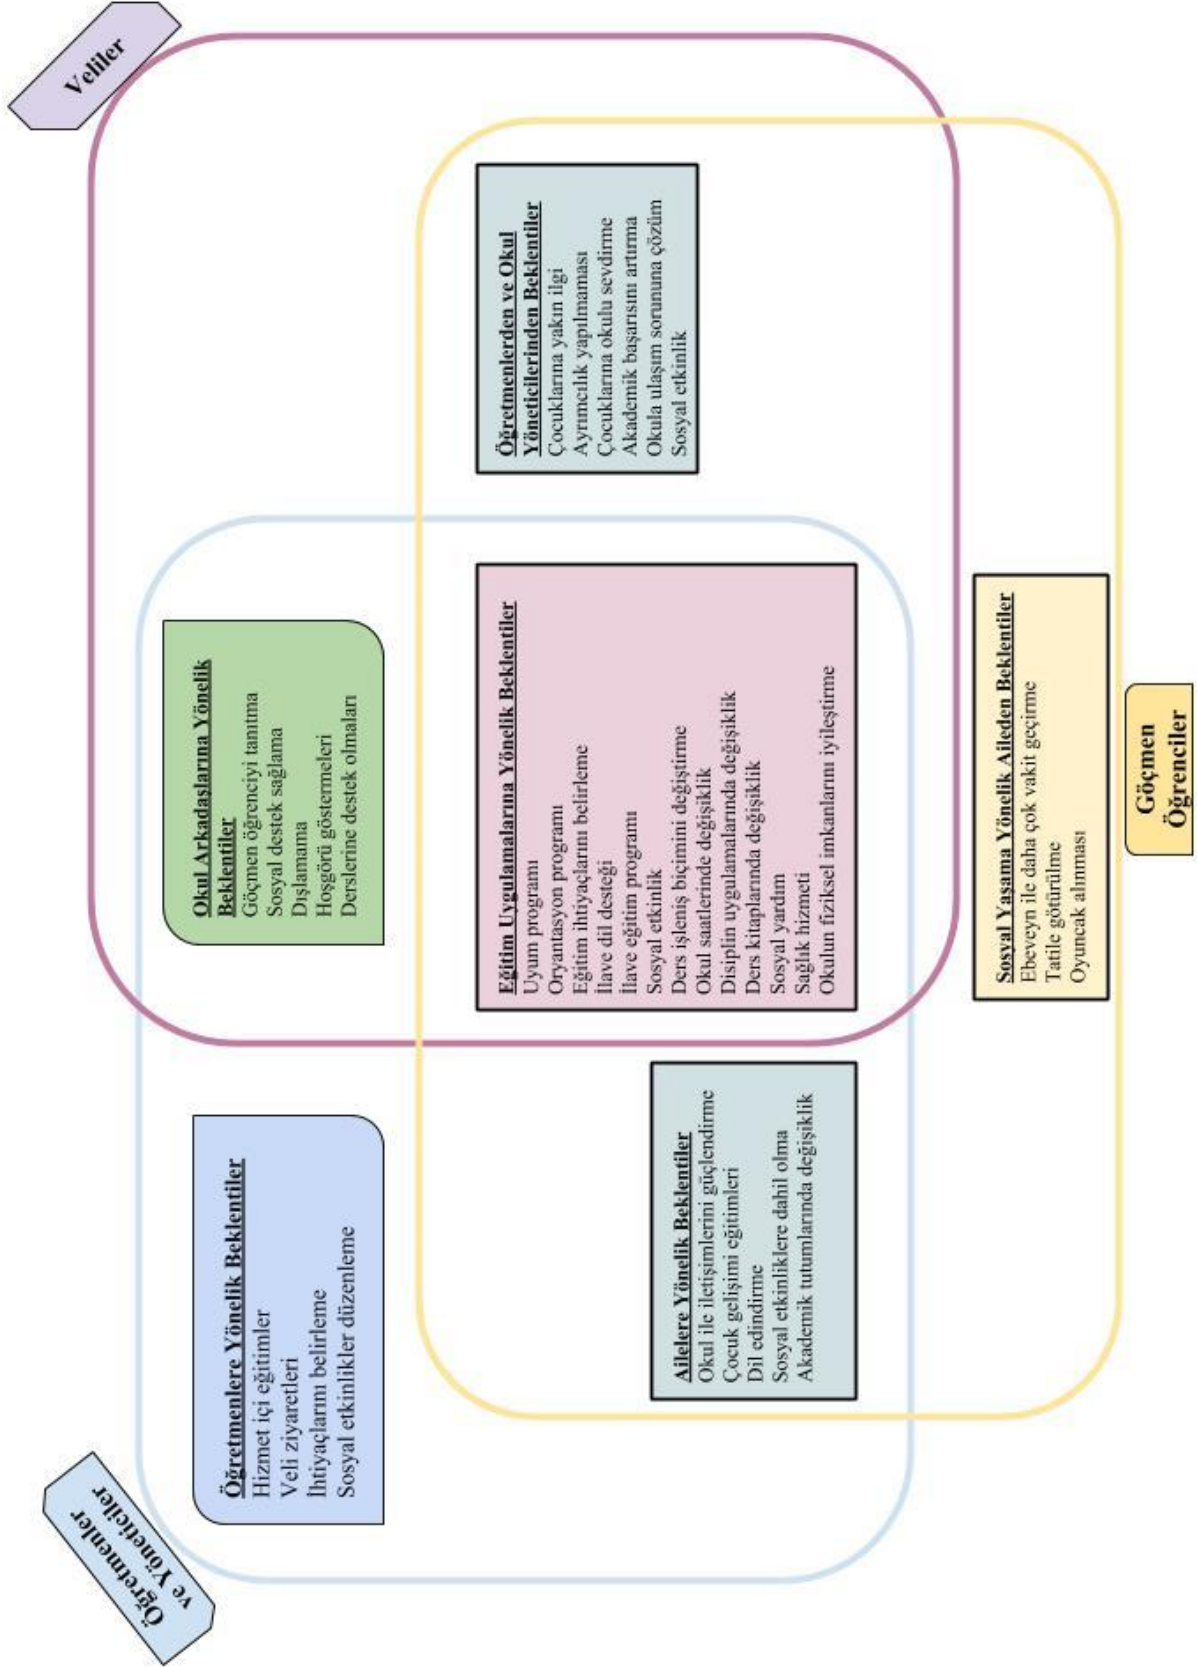 Öğretmenler
ve Yöneticiler
Veliler
Öğretmenlere Yönelik Beklentiler
Hizmet içi eğitimler
Veli ziyaretleri
İhtiyaçlarını belirleme
Sosyal etkinlikler düzenleme
Okul Arkadaşlarına Yönelik
Beklentiler
Göçmen öğrenciyi tanıtma
Sosyal destek sağlama
Dışlamama
Hoşgörü göstermeleri
Derslerine destek olmaları
Öğretmenlerden ve Okul
Yöneticilerinden Beklentiler
Çocuklarına yakın ilgi
Ayrımcılık yapılmaması
Çocuklarına okulu sevdirme
Akademik başarısını artırma
Okula ulaşım sorununa çözüm
Sosyal etkinlik
Eğitim Uygulamalarına Yönelik Beklentiler
Uyum programı
Oryantasyon programı
Eğitim ihtiyaçlarını belirleme
İlave dil desteği
İlave eğitim programı
Sosyal etkinlik
Ders işleniş biçimini değiştirme
Okul saatlerinde değişiklik
Disiplin uygulamalarında değişiklik
Ders kitaplarında değişiklik
Sosyal yardım
Sağlık hizmeti
Okulun fiziksel imkanlarını iyileştirme
Ailelere Yönelik Beklentiler
Okul ile iletişimlerini güçlendirme
Çocuk gelişimi eğitimleri
Dil edindirme
Sosyal etkinliklere dahil olma
Akademik tutumlarında değişiklik
Sosyal Yaşama Yönelik Aileden Beklentiler
Ebeveyn ile daha çok vakit geçirme
Tatile götürülme
Oyuncak alınması
Göçmen
Öğrenciler